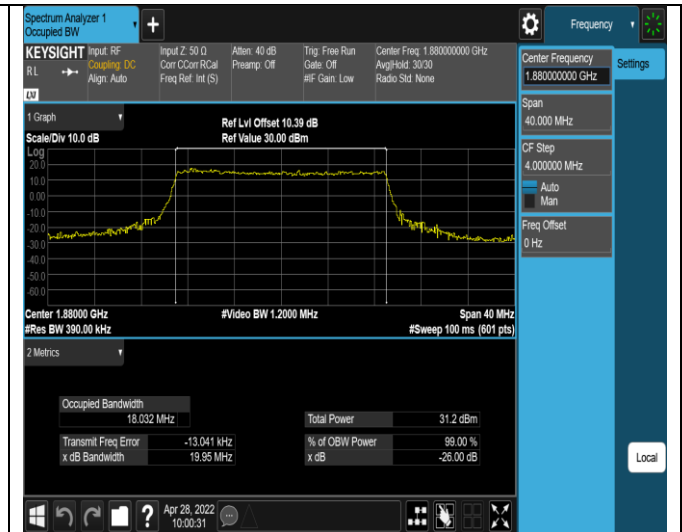 Spectrum Analyzer 1
Occupied BW
+
Frequency
KEYSIGHT
R L
LXI
Input: RF
Coupling: DC
Align: Auto
Input Z: 50 Ω
Corr CCorr RCal
Freq Ref: Int (S)
Atten: 40 dB
Preamp: Off
Trig: Free Run
Gate: Off
#IF Gain: Low
Center Freq: 1.880000000 GHz
Avg|Hold: 30/30
Radio Std: None
Center Frequency
1.880000000 GHz
Settings
Span
40.000 MHz
CF Step
4.000000 MHz
Auto
Man
Freq Offset
0 Hz
Local
1 Graph
Scale/Div 10.0 dB
Ref Lvl Offset 10.39 dB
Ref Value 30.00 dBm
Log
20.0
10.0
0.00
-10.0
-20.0
-30.0
-40.0
-50.0
-60.0
Center 1.88000 GHz
#Video BW 1.2000 MHz
Span 40 MHz
#Res BW 390.00 kHz
#Sweep 100 ms (601 pts)
2 Metrics
Occupied Bandwidth
18.032 MHz
Total Power 31.2 dBm
Transmit Freq Error -13.041 kHz
% of OBW Power 99.00 %
x dB Bandwidth 19.95 MHz
x dB -26.00 dB
?
Apr 28, 2022
10:00:31